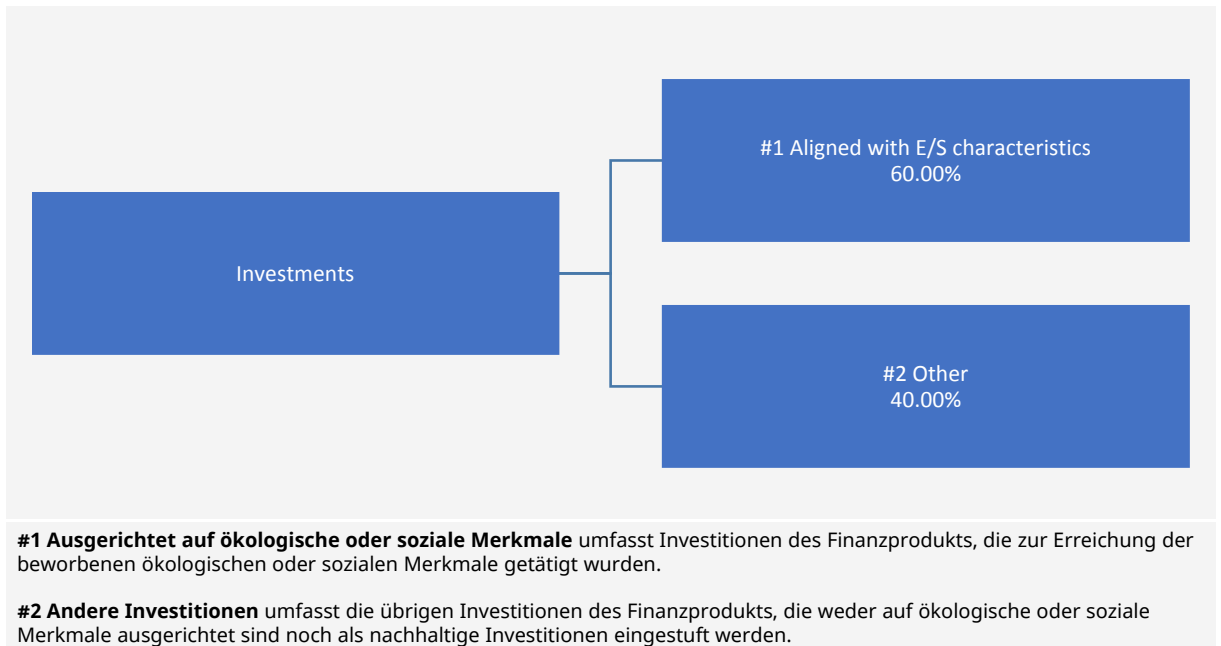 #1 Aligned with E/S characteristics
60.00%
Investments
#2 Other
40.00%
#1 Ausgerichtet auf ökologische oder soziale Merkmale umfasst Investitionen des Finanzprodukts, die zur Erreichung der
beworbenen ökologischen oder sozialen Merkmale getätigt wurden.
#2 Andere Investitionen umfasst die übrigen Investitionen des Finanzprodukts, die weder auf ökologische oder soziale
Merkmale ausgerichtet sind noch als nachhaltige Investitionen eingestuft werden.